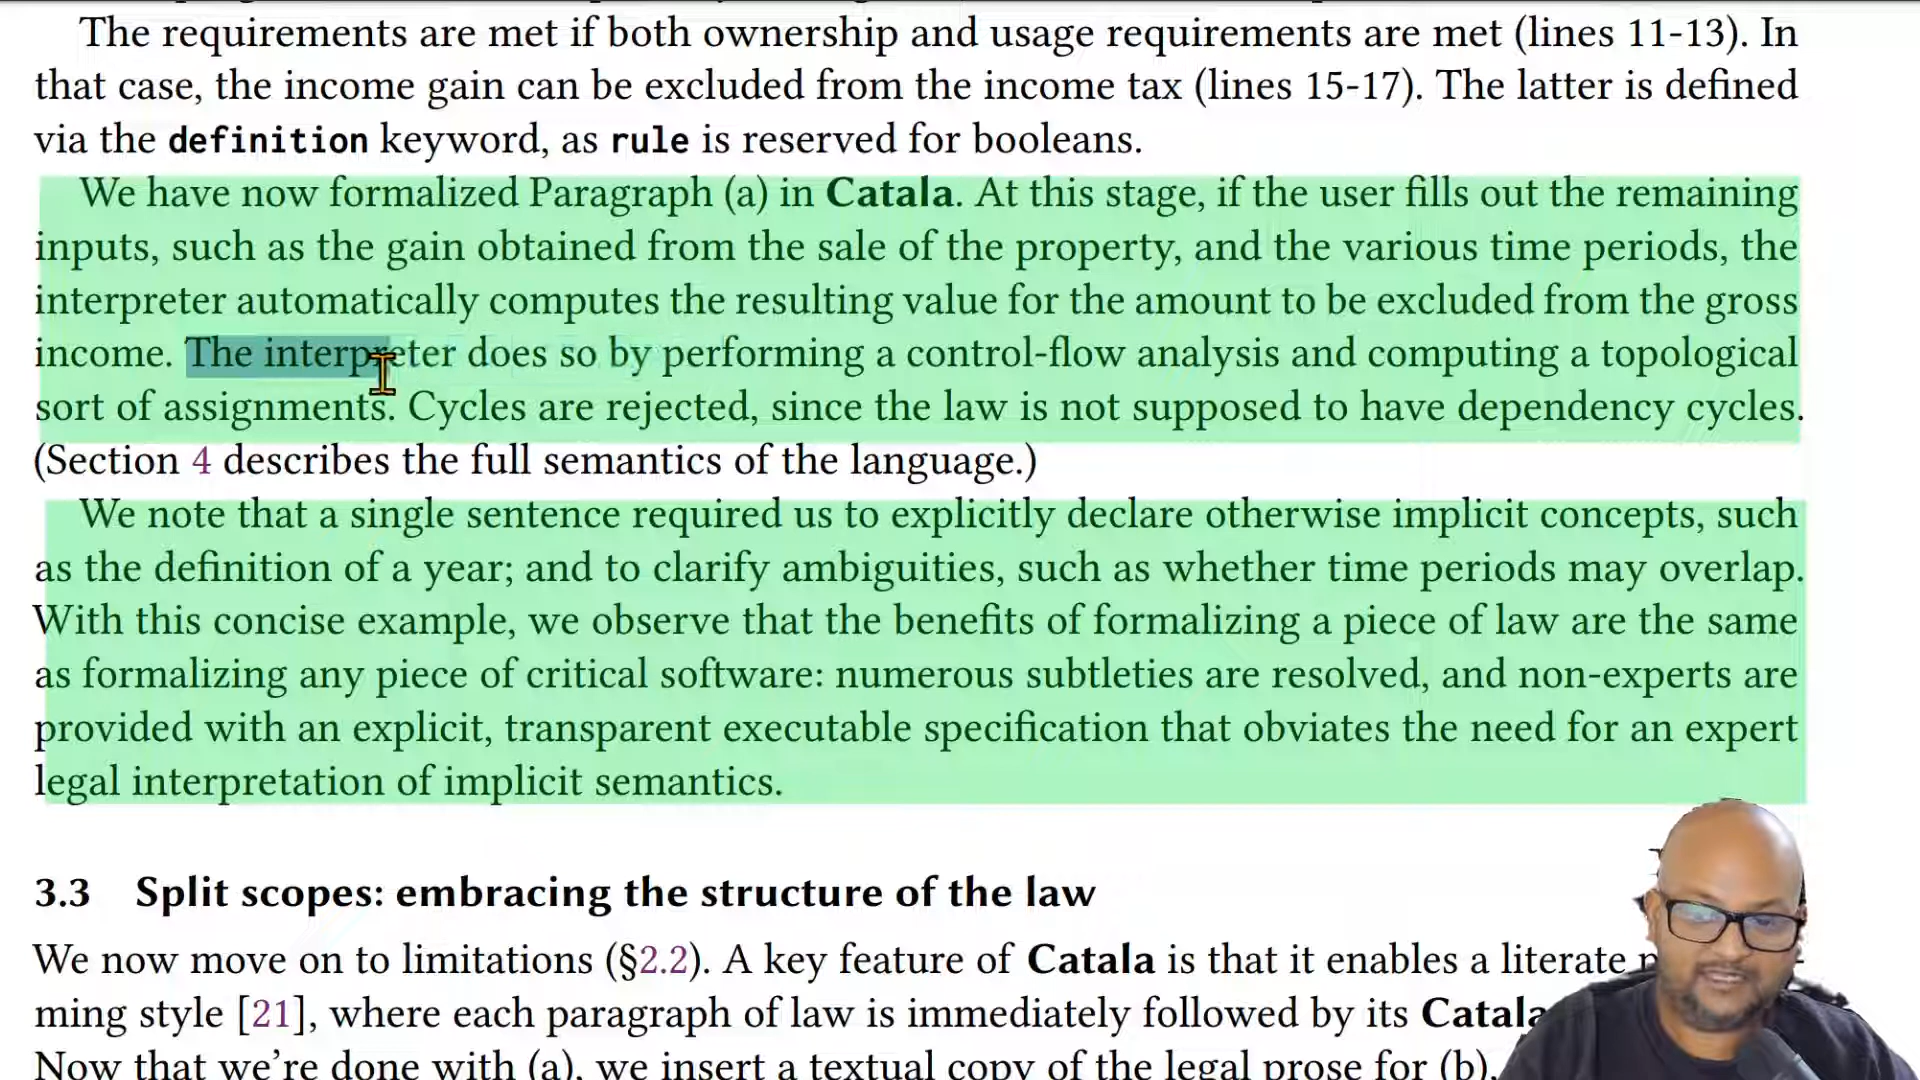 The requirements are met if both ownership and usage requirements are met (lines 11-13). In
that case, the income gain can be excluded from the income tax (lines 15-17). The latter is defined
via the definition keyword, as rule is reserved for booleans.
We have now formalized Paragraph (a) in Catala. At this stage, if the user fills out the remaining
inputs, such as the gain obtained from the sale of the property, and the various time periods, the
interpreter automatically computes the resulting value for the amount to be excluded from the gross
income. The interpreter does so by performing a control-flow analysis and computing a topological
sort of assignments. Cycles are rejected, since the law is not supposed to have dependency cycles.
(Section 4 describes the full semantics of the language.)
We note that a single sentence required us to explicitly declare otherwise implicit concepts, such
as the definition of a year; and to clarify ambiguities, such as whether time periods may overlap.
With this concise example, we observe that the benefits of formalizing a piece of law are the same
as formalizing any piece of critical software: numerous subtleties are resolved, and non-experts are
provided with an explicit, transparent executable specification that obviates the need for an expert
legal interpretation of implicit semantics.
3.3 Split scopes: embracing the structure of the law
We now move on to limitations (§2.2). A key feature of Catala is that it enables a literate
ming style [21], where each paragraph of law is immediately followed by its Catala
Now that we're done with (a), we insert a textual copy of the legal prose for (b),